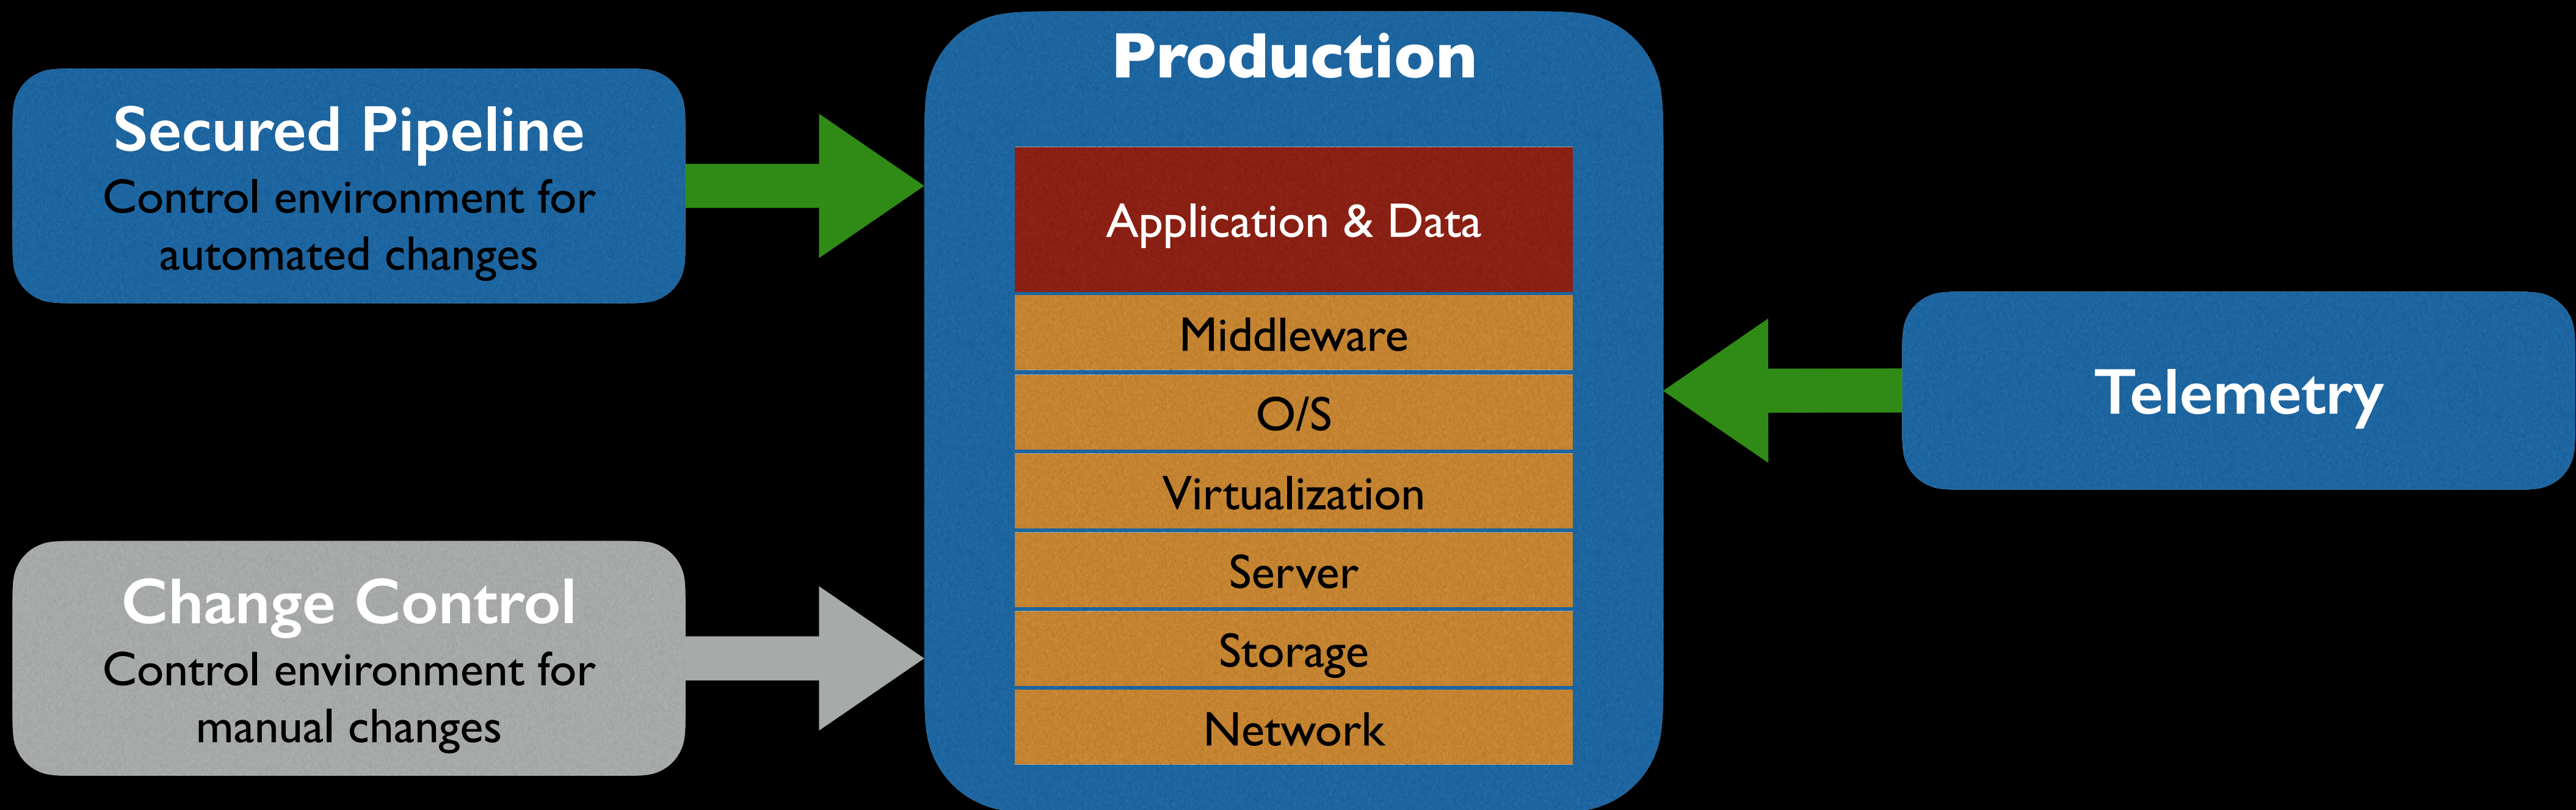 Production
Secured Pipeline
Control environment for
automated changes
Application & Data
Middleware
O/S
Virtualization
Server
Storage
Network
Telemetry
Change Control
Control environment for
manual changes